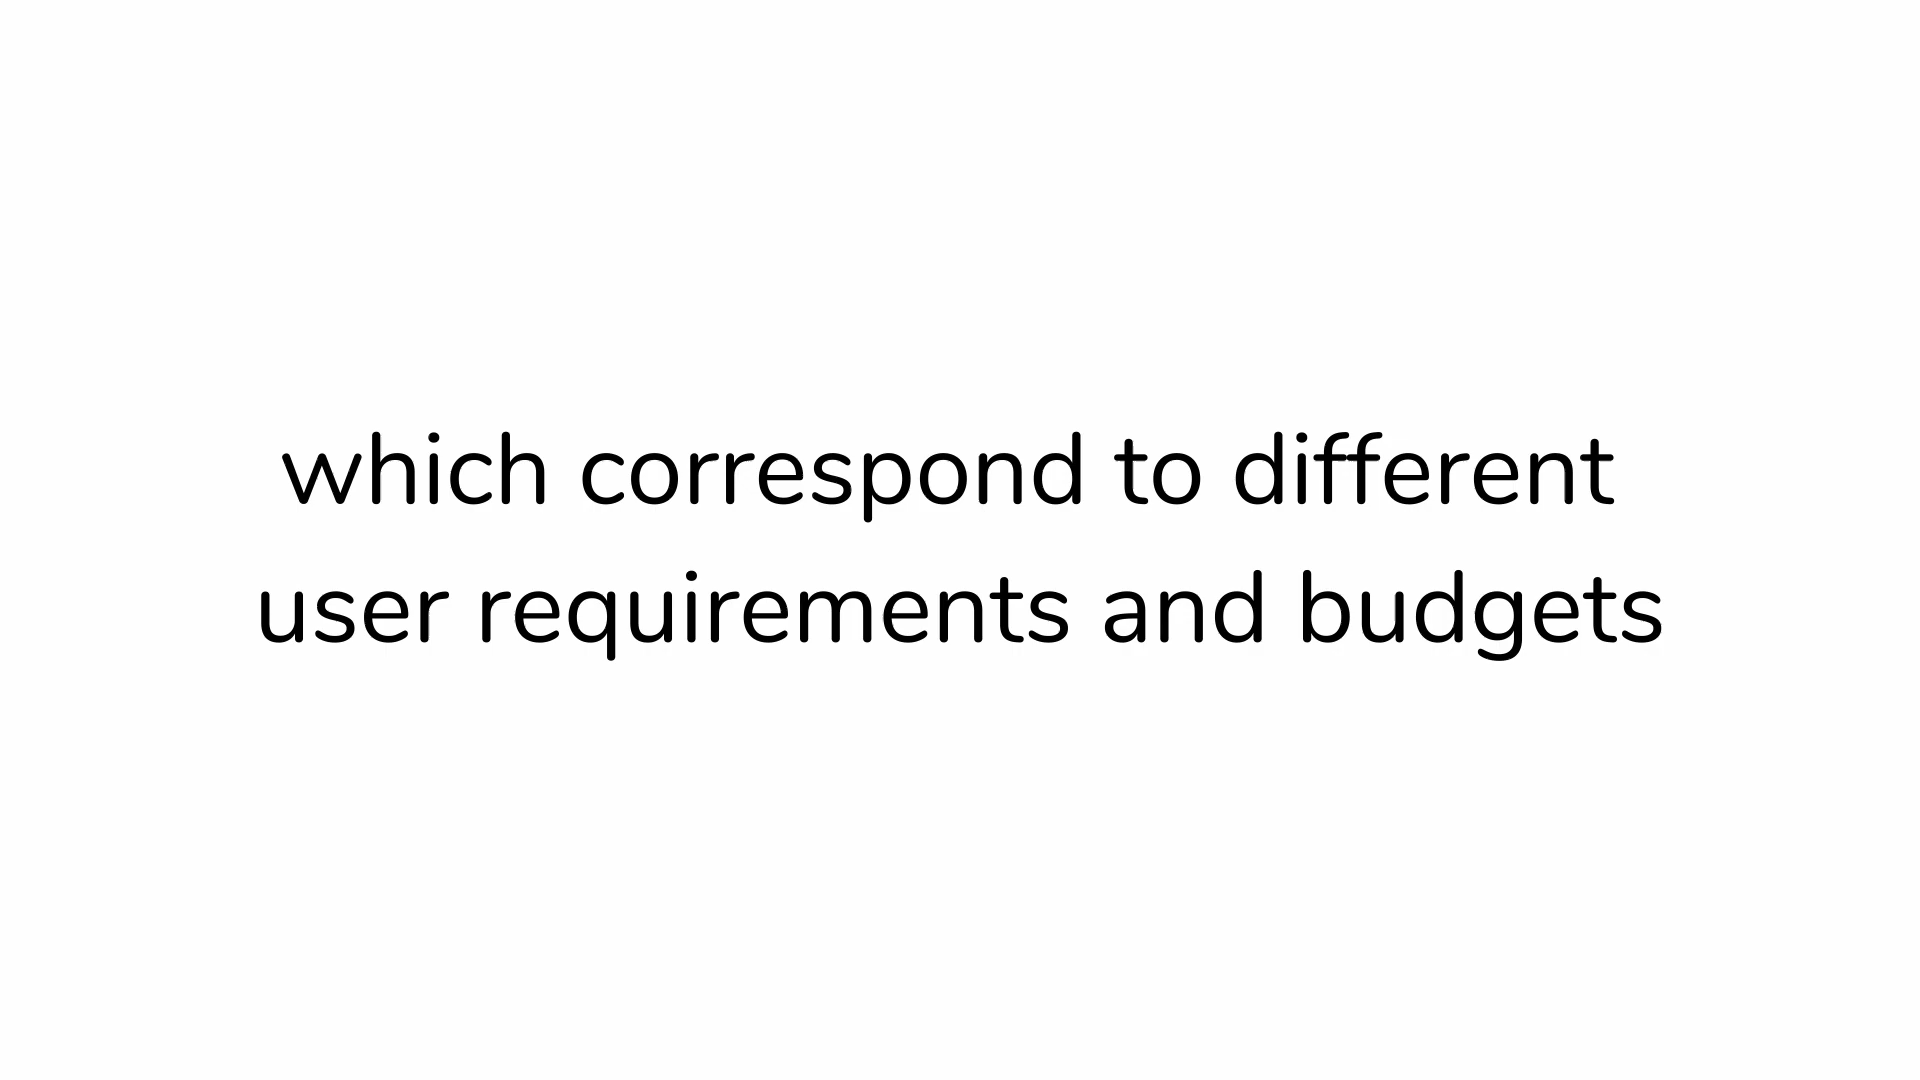 which correspond to different
user requirements and budgets